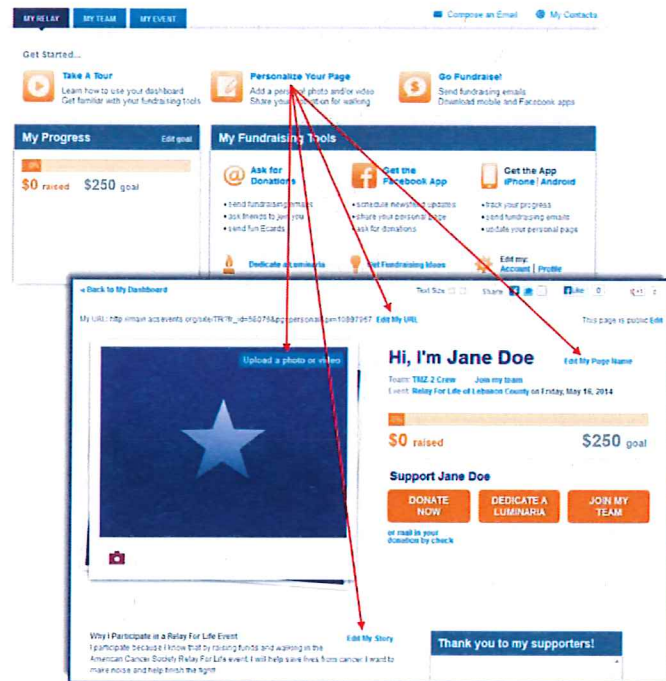 MY RELAY MY TEAM MY EVENT
Compose an Email My Contacts
Get Started...
Take A Tour
Learn how to use your dashboard
Get familiar with your fundraising tools
Personalize Your Page
Add a personal photo and/or video
Share your for walking
Go Fundraise!
Send fundraising emails
Download mobile and Facebook apps
My Progress Edit goal
0%
$0 raised $250 goal
My Fundraising Tools
Ask for
Donations
• send fundraising emails
• ask friends to join you
• send fun Ecards
Get the
Facebook App
• schedule newsfeed updates
• share your personal page
• ask for donations
Get the App
iPhone | Android
• track your progress
• send fundraising emails
• update your personal page
Dedicate a Luminaria
Get Fundraising Ideas
Edit my:
Account | Profile
« Back to My Dashboard
Text Size Share Like 0
My URL: Edit My URL
This page is public Edit
Upload a photo or video
Hi, I'm Jane Doe Edit My Page Name
Team: TMZ-2 Crew Join my team
Event: Relay For Life of Lebanon County on Friday, May 16, 2014
0%
$0 raised $250 goal
Support Jane Doe
DONATE
NOW
DEDICATE A
LUMINARIA
JOIN MY
TEAM
or mail in your
donation by check
Why I Participate in a Relay For Life Event Edit My Story
I participate because I know that by raising funds and walking in the
American Cancer Society Relay For Life event, I will help save lives from cancer. I want to
make noise and help finish the fight!
Thank you to my supporters!